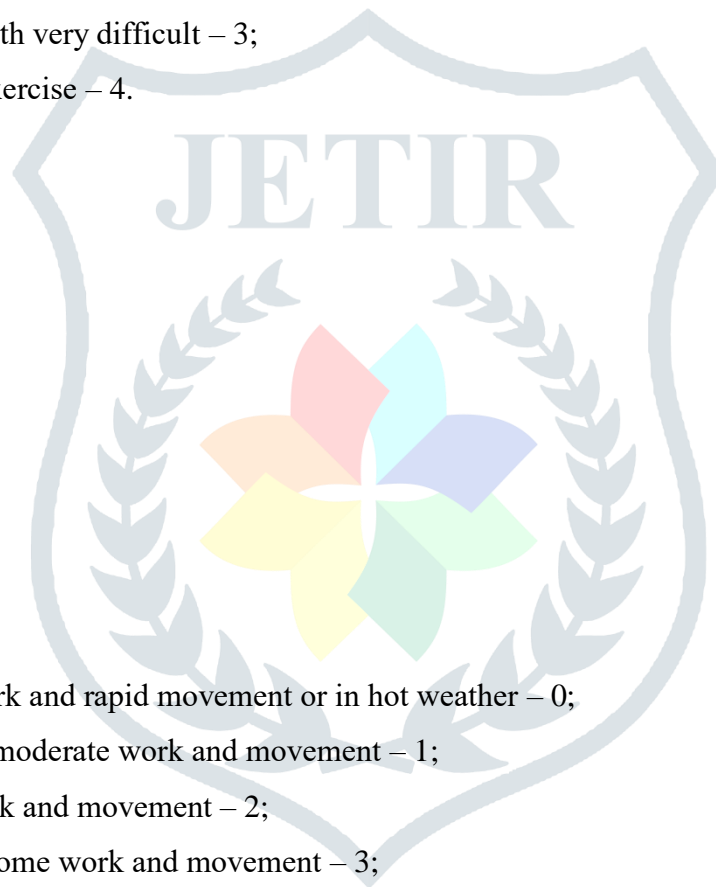 th very difficult – 3;
ercise – 4.
JETIR
rk and rapid movement or in hot weather – 0;
moderate work and movement – 1;
k and movement – 2;
ome work and movement – 3;